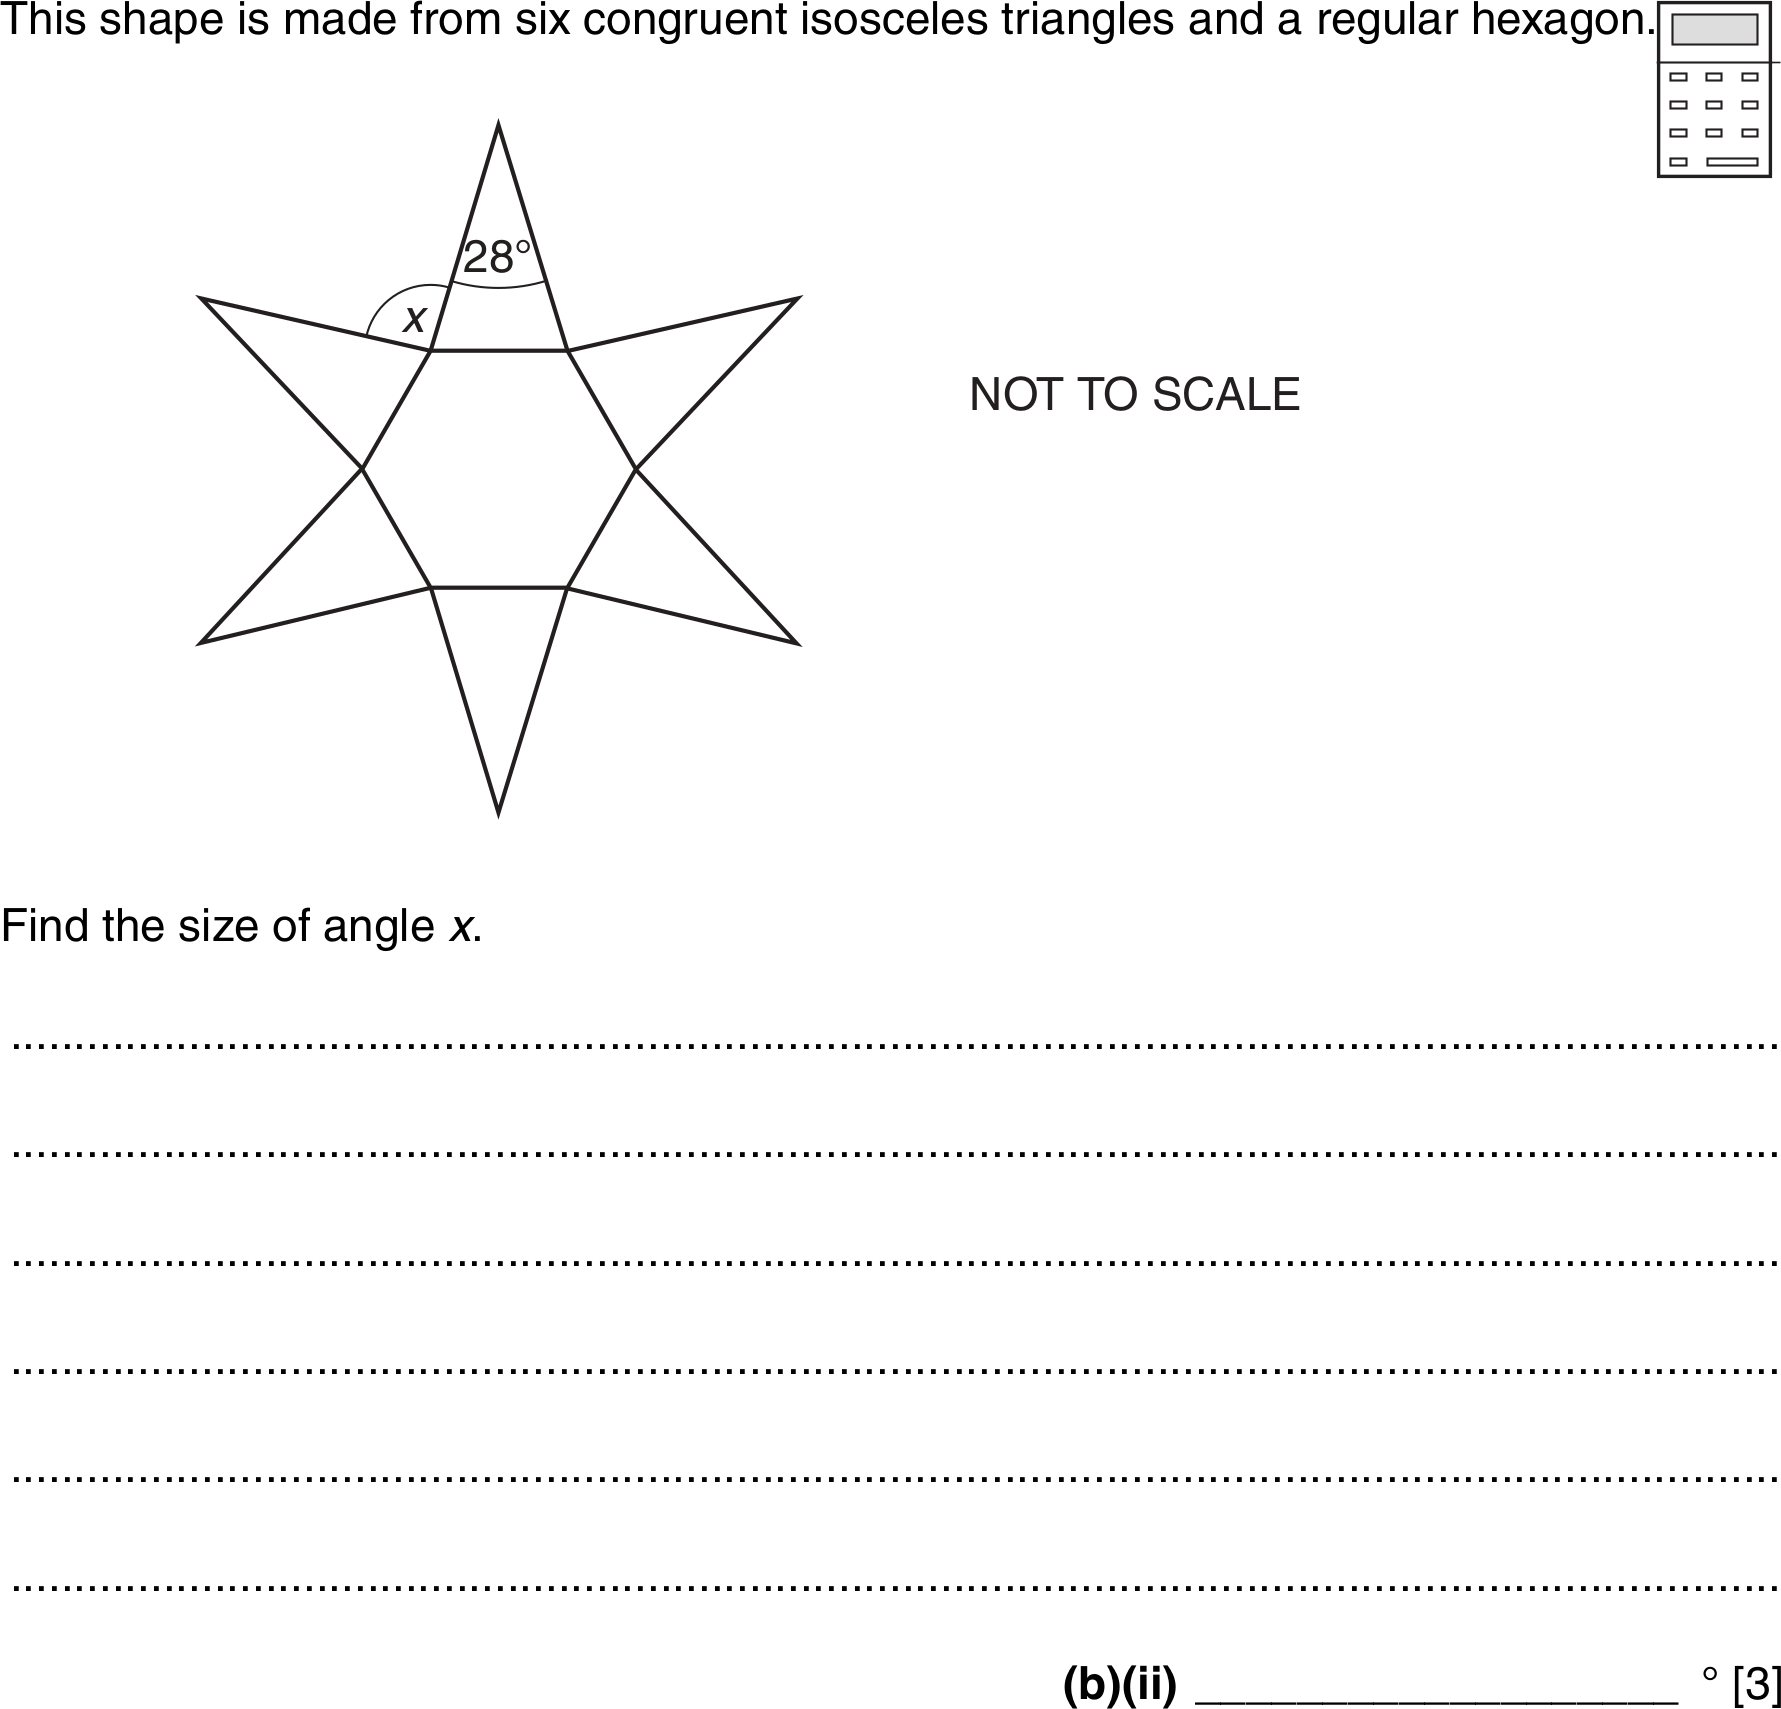 This shape is made from six congruent isosceles triangles and a regular hexagon.
28°
x
NOT TO SCALE
Find the size of angle x.
(b)(ii) ____________________ ° [3]